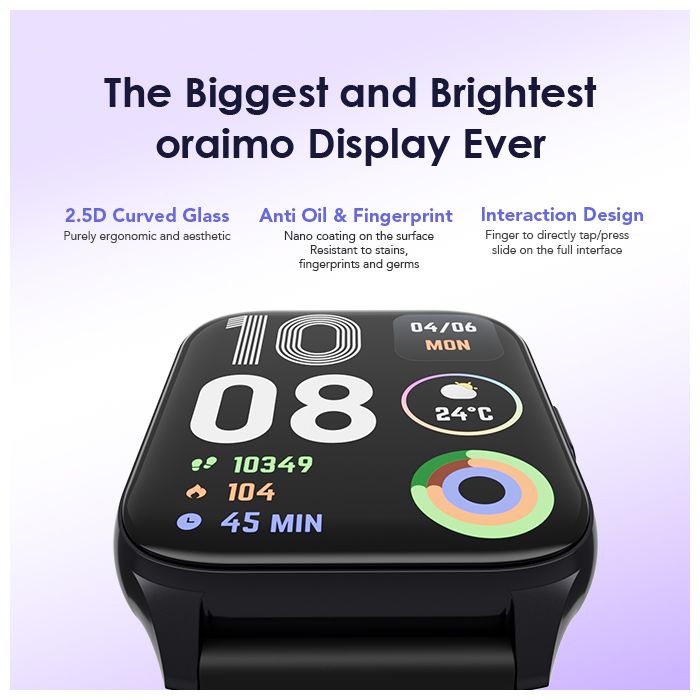 The Biggest and Brightest
oraimo Display Ever
2.5D Curved Glass
Purely ergonomic and aesthetic
Anti Oil & Fingerprint
Nano coating on the surface
Resistant to stains,
fingerprints and germs
Interaction Design
Finger to directly tap/press
slide on the full interface
10
08
04/06
MON
24°C
10349
104
45 MIN